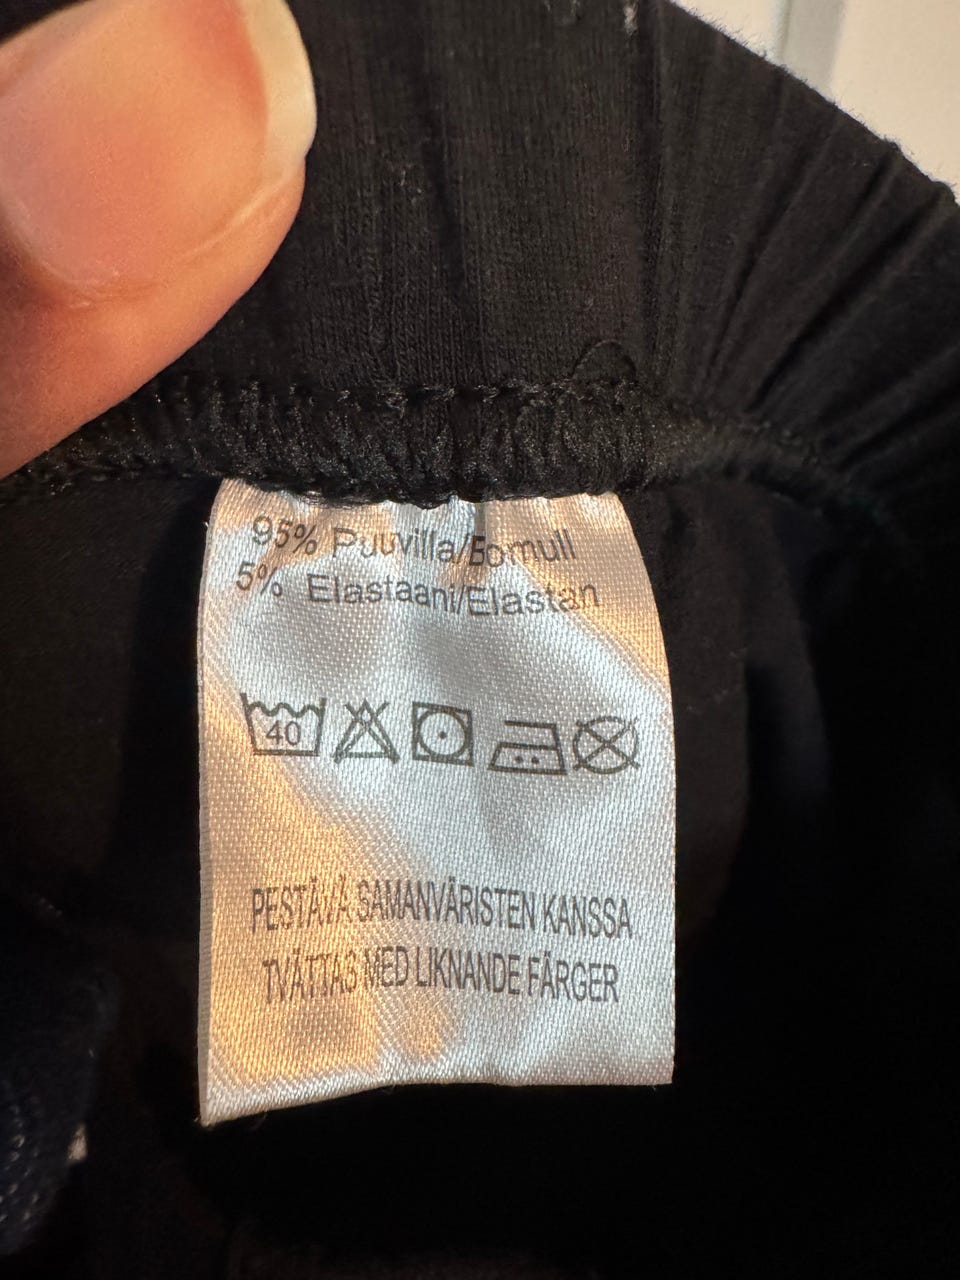 95% Puuvilla/Bomull
5% Elastaani/Elastan
40
PESTÄVÄ SAMANVÄRISTEN KANSSA
TVÄTTAS MED LIKNANDE FÄRGER